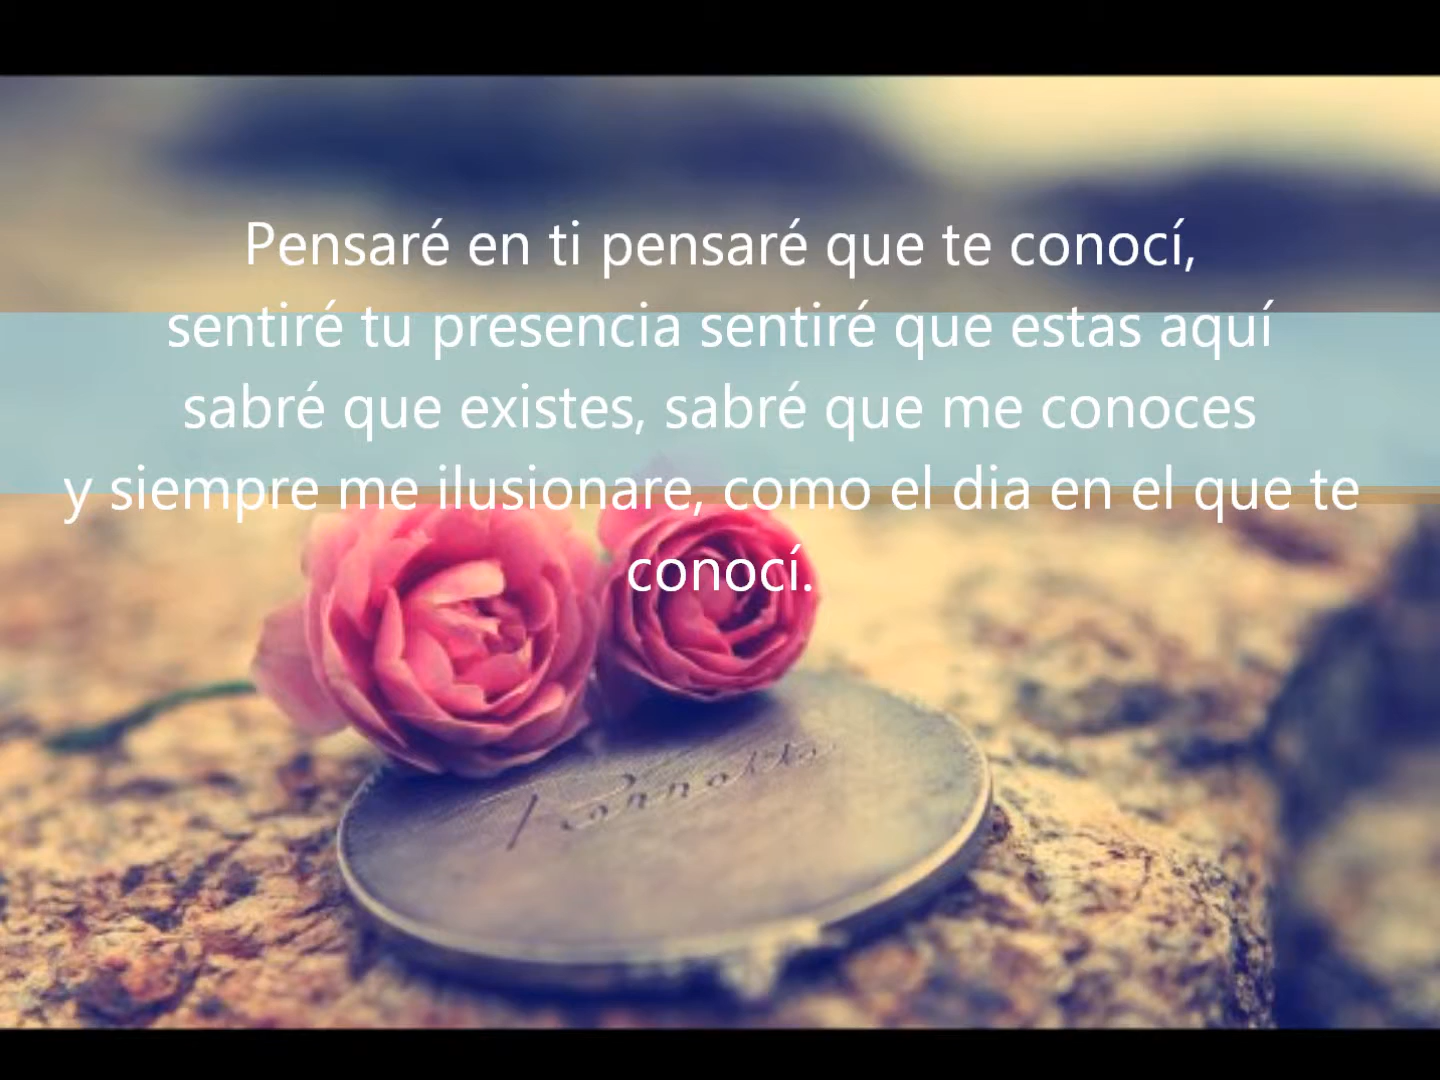 Pensaré en ti pensaré que te conocí,
sentiré tu presencia sentiré que estas aquí
sabré que existes, sabré que me conoces
y siempre me ilusionare, como el dia en el que te
conocí.